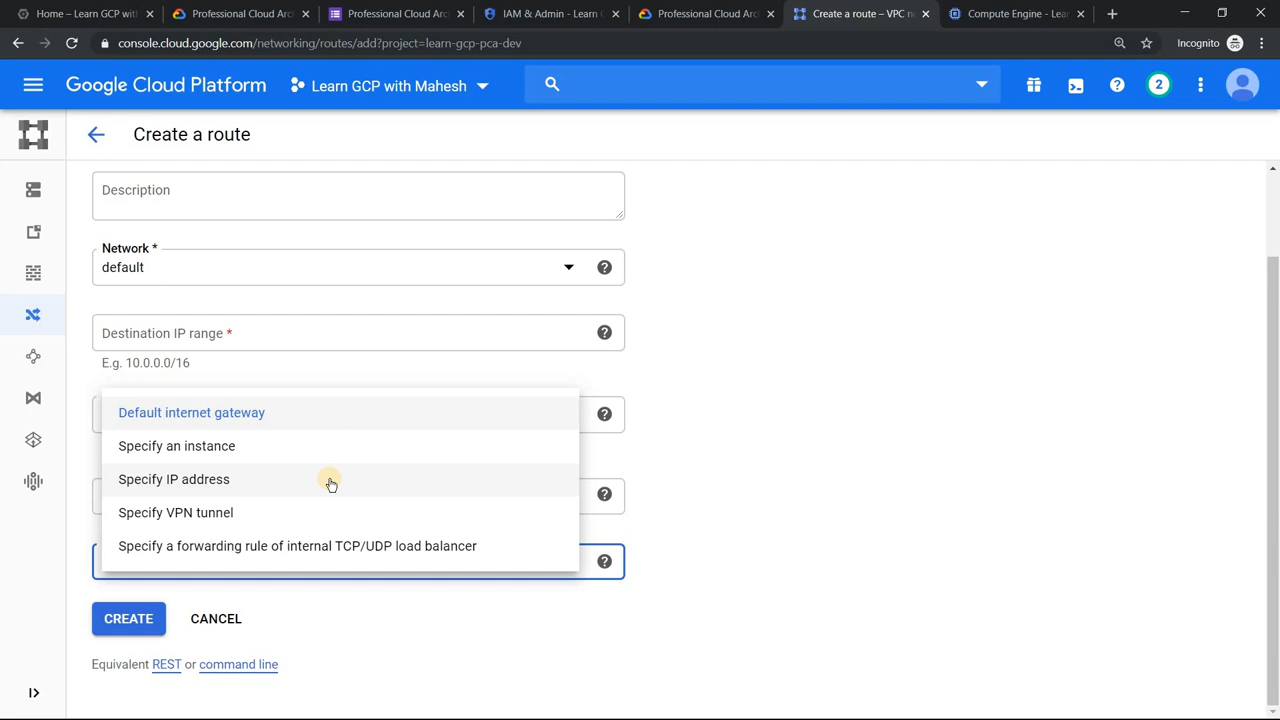 Home – Learn GCP with
Professional Cloud Arc
Professional Cloud Arc
IAM & Admin - Learn
Professional Cloud Arc
Create a route – VPC n
Compute Engine - Lea
console.cloud.google.com/networking/routes/add?project=learn-gcp-pca-dev
Incognito
Google Cloud Platform
Learn GCP with Mahesh
2
Create a route
Description
Network *
default
Destination IP range *
E.g. 10.0.0.0/16
Default internet gateway
Specify an instance
Specify IP address
Specify VPN tunnel
Specify a forwarding rule of internal TCP/UDP load balancer
CREATE
CANCEL
Equivalent REST or command line